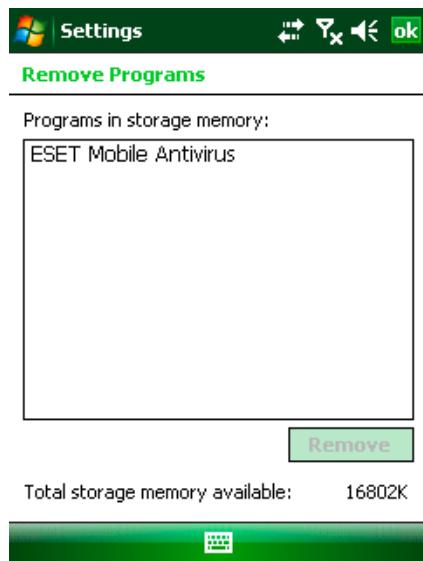 Settings
ok
Remove Programs
Programs in storage memory:
ESET Mobile Antivirus
Remove
Total storage memory available: 16802K